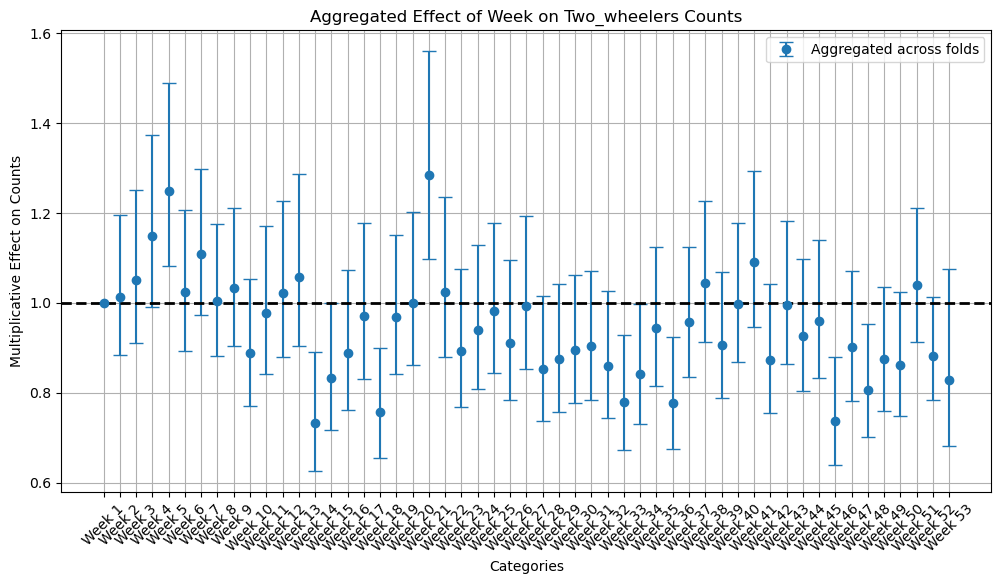 Aggregated Effect of Week on Two_wheelers Counts
Aggregated across folds
Multiplicative Effect on Counts
1.6
1.4
1.2
1.0
0.8
0.6
Week 1
Week 2
Week 3
Week 4
Week 5
Week 6
Week 7
Week 8
Week 9
Week 10
Week 11
Week 12
Week 13
Week 14
Week 15
Week 16
Week 17
Week 18
Week 19
Week 20
Week 21
Week 22
Week 23
Week 24
Week 25
Week 26
Week 27
Week 28
Week 29
Week 30
Week 31
Week 32
Week 33
Week 34
Week 35
Week 36
Week 37
Week 38
Week 39
Week 40
Week 41
Week 42
Week 43
Week 44
Week 45
Week 46
Week 47
Week 48
Week 49
Week 50
Week 51
Week 52
Week 53
Categories